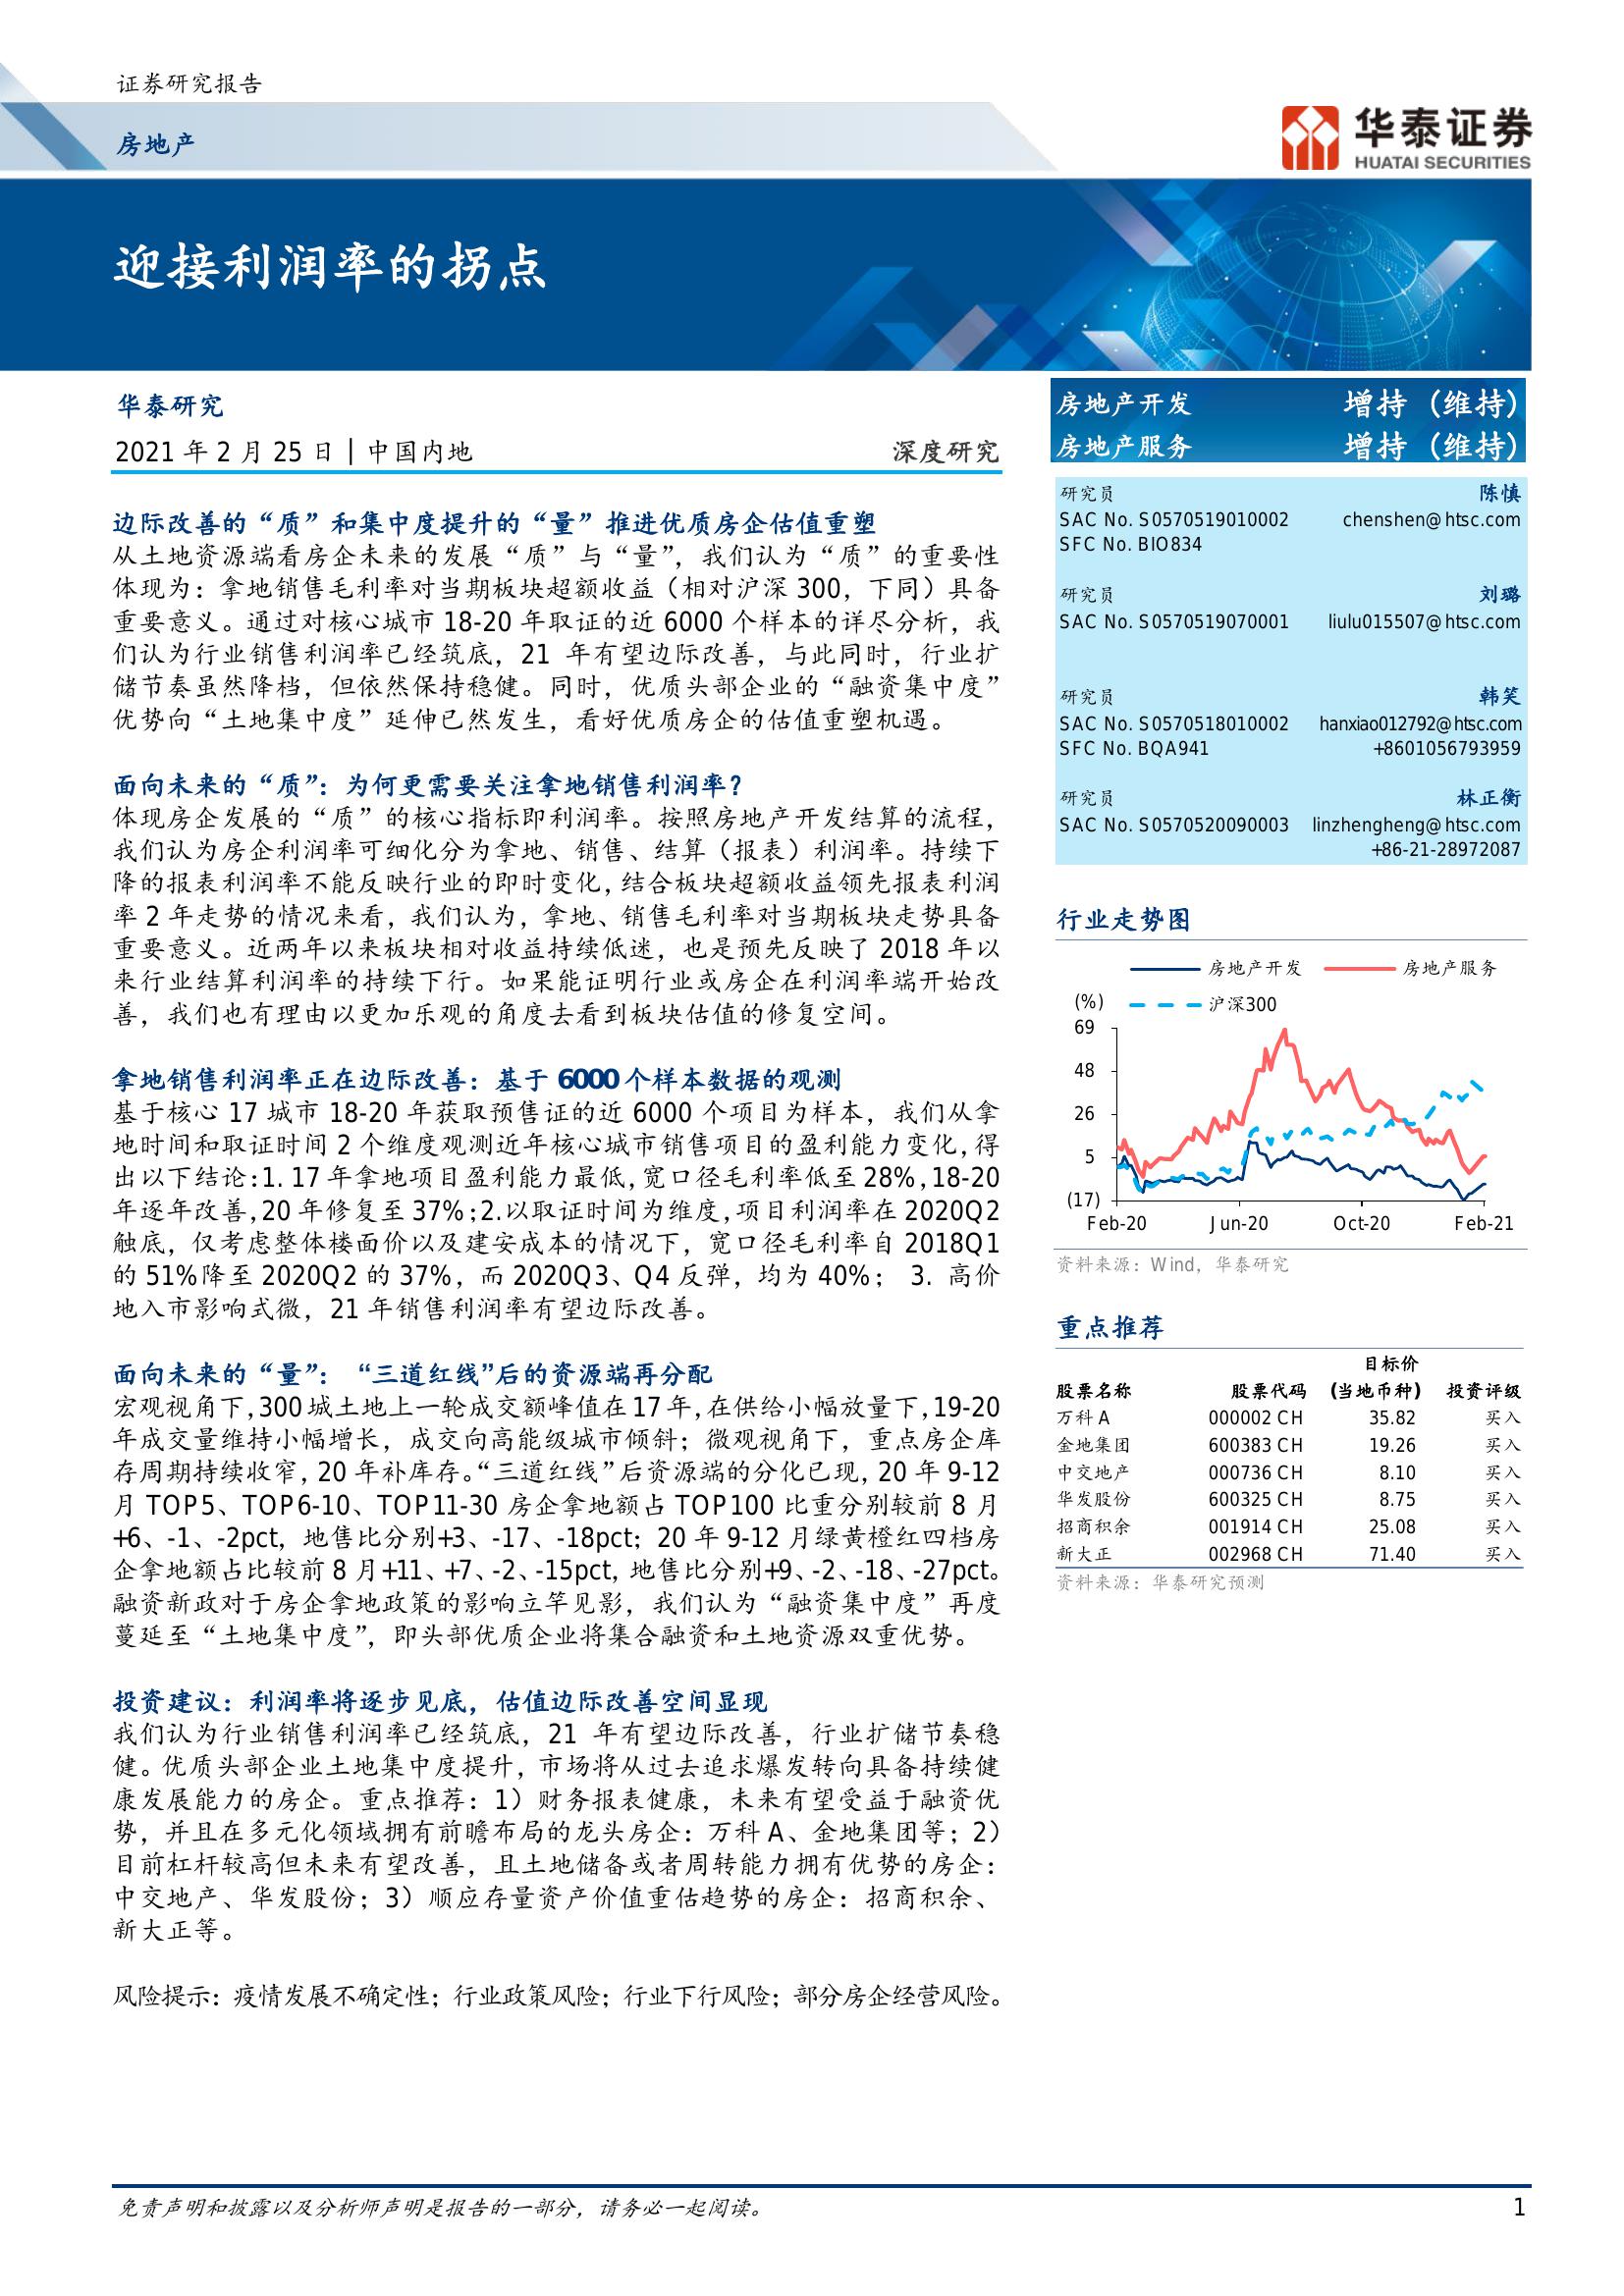 证券研究报告
房地产
华泰证券
HUATAI SECURITIES
迎接利润率的拐点
华泰研究
2021 年 2 月 25 日│中国内地 深度研究
房地产开发 增持 (维持)
房地产服务 增持 (维持)
边际改善的“质”和集中度提升的“量”推进优质房企估值重塑
从土地资源端看房企未来的发展“质”与“量”，我们认为“质”的重要性
体现为：拿地销售毛利率对当期板块超额收益（相对沪深 300，下同）具备
重要意义。通过对核心城市 18-20 年取证的近 6000 个样本的详尽分析，我
们认为行业销售利润率已经筑底，21 年有望边际改善，与此同时，行业扩
储节奏虽然降档，但依然保持稳健。同时，优质头部企业的“融资集中度”
优势向“土地集中度”延伸已然发生，看好优质房企的估值重塑机遇。
面向未来的“质”：为何更需要关注拿地销售利润率？
体现房企发展的“质”的核心指标即利润率。按照房地产开发结算的流程，
我们认为房企利润率可细化分为拿地、销售、结算（报表）利润率。持续下
降的报表利润率不能反映行业的即时变化，结合板块超额收益领先报表利润
率 2 年走势的情况来看，我们认为，拿地、销售毛利率对当期板块走势具备
重要意义。近两年以来板块相对收益持续低迷，也是预先反映了 2018 年以
来行业结算利润率的持续下行。如果能证明行业或房企在利润率端开始改
善，我们也有理由以更加乐观的角度去看到板块估值的修复空间。
拿地销售利润率正在边际改善：基于 6000 个样本数据的观测
基于核心 17 城市 18-20 年获取预售证的近 6000 个项目为样本，我们从拿
地时间和取证时间 2 个维度观测近年核心城市销售项目的盈利能力变化，得
出以下结论：1. 17 年拿地项目盈利能力最低，宽口径毛利率低至 28%，18-20
年逐年改善，20 年修复至 37%；2.以取证时间为维度，项目利润率在 2020Q2
触底，仅考虑整体楼面价以及建安成本的情况下，宽口径毛利率自 2018Q1
的 51%降至 2020Q2 的 37%，而 2020Q3、Q4 反弹，均为 40%； 3. 高价
地入市影响式微，21 年销售利润率有望边际改善。
面向未来的“量”： “三道红线”后的资源端再分配
宏观视角下，300 城土地上一轮成交额峰值在 17 年，在供给小幅放量下，19-20
年成交量维持小幅增长，成交向高能级城市倾斜；微观视角下，重点房企库
存周期持续收窄，20 年补库存。“三道红线”后资源端的分化已现，20 年 9-12
月 TOP5、TOP6-10、TOP11-30 房企拿地额占 TOP100 比重分别较前 8 月
+6、-1、-2pct，地售比分别+3、-17、-18pct；20 年 9-12 月绿黄橙红四档房
企拿地额占比较前 8 月+11、+7、-2、-15pct，地售比分别+9、-2、-18、-27pct。
融资新政对于房企拿地政策的影响立竿见影，我们认为“融资集中度”再度
蔓延至“土地集中度”，即头部优质企业将集合融资和土地资源双重优势。
投资建议：利润率将逐步见底，估值边际改善空间显现
我们认为行业销售利润率已经筑底，21 年有望边际改善，行业扩储节奏稳
健。优质头部企业土地集中度提升，市场将从过去追求爆发转向具备持续健
康发展能力的房企。重点推荐：1）财务报表健康，未来有望受益于融资优
势，并且在多元化领域拥有前瞻布局的龙头房企：万科 A、金地集团等；2）
目前杠杆较高但未来有望改善，且土地储备或者周转能力拥有优势的房企：
中交地产、华发股份；3）顺应存量资产价值重估趋势的房企：招商积余、
新大正等。
风险提示：疫情发展不确定性；行业政策风险；行业下行风险；部分房企经营风险。
研究员 陈慎
SAC No. S0570519010002 chenshen@htsc.com
SFC No. BIO834
研究员 刘璐
SAC No. S0570519070001 liulu015507@htsc.com
研究员 韩笑
SAC No. S0570518010002 hanxiao012792@htsc.com
SFC No. BQA941 +8601056793959
研究员 林正衡
SAC No. S0570520090003 linzhengheng@htsc.com
+86-21-28972087
行业走势图
房地产开发 房地产服务
(%) 沪深300
69
48
26
5
(17)
Feb-20 Jun-20 Oct-20 Feb-21
资料来源：Wind，华泰研究
重点推荐
目标价
股票名称 股票代码 (当地币种) 投资评级
万科 A 000002 CH 35.82 买入
金地集团 600383 CH 19.26 买入
中交地产 000736 CH 8.10 买入
华发股份 600325 CH 8.75 买入
招商积余 001914 CH 25.08 买入
新大正 002968 CH 71.40 买入
资料来源：华泰研究预测
免责声明和披露以及分析师声明是报告的一部分，请务必一起阅读。 1